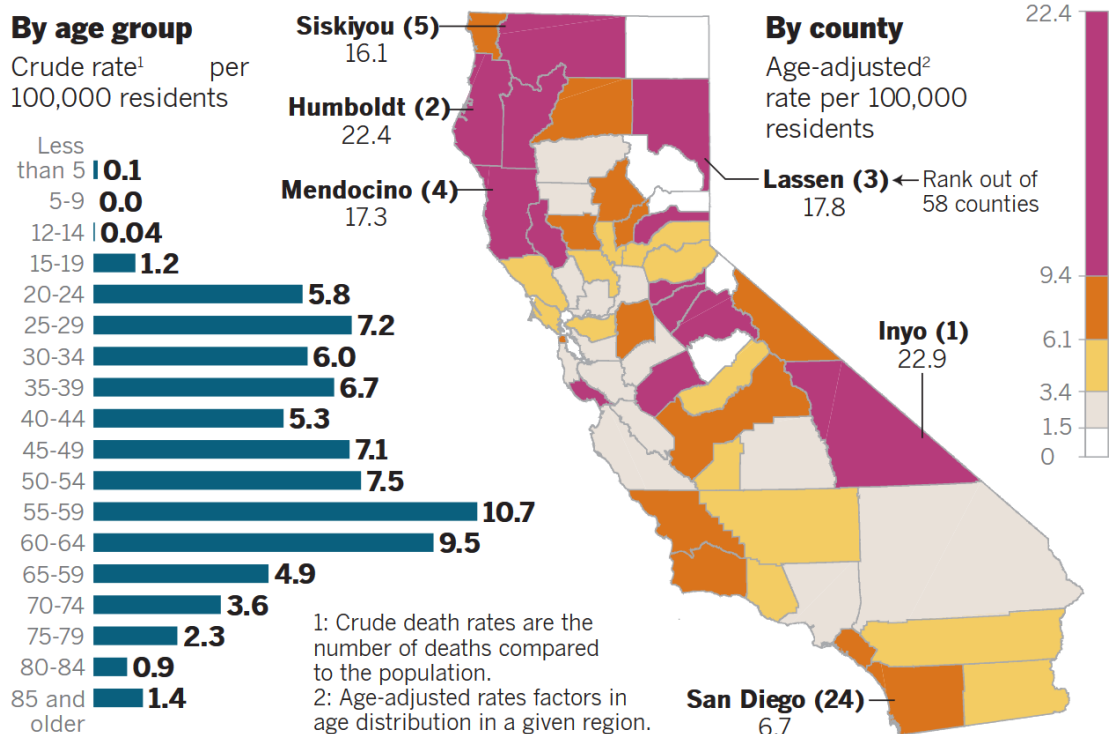 By age group
Crude rate¹ per
100,000 residents
Less
than 5 0.1
5-9 0.0
12-14 0.04
15-19 1.2
20-24 5.8
25-29 7.2
30-34 6.0
35-39 6.7
40-44 5.3
45-49 7.1
50-54 7.5
55-59 10.7
60-64 9.5
65-59 4.9
70-74 3.6
75-79 2.3
80-84 0.9
85 and 1.4
older
1: Crude death rates are the
number of deaths compared
to the population.
2: Age-adjusted rates factors in
age distribution in a given region.
Siskiyou (5)
16.1
Humboldt (2)
22.4
Mendocino (4)
17.3
By county
Age-adjusted²
rate per 100,000
residents
Lassen (3) Rank out of
17.8 58 counties
Inyo (1)
22.9
San Diego (24)
6.7
22.4
9.4
6.1
3.4
1.5
0